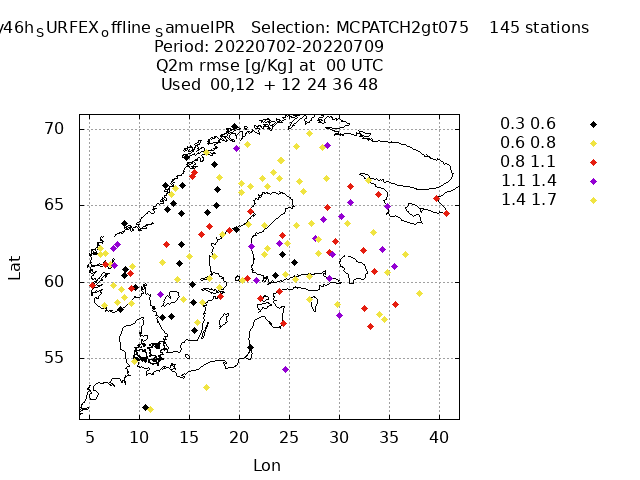 y46h_SURFEX_offline_SamuelPR Selection: MCPATCH2gt075 145 stations
Period: 20220702-20220709
Q2m rmse [g/Kg] at 00 UTC
Used 00,12 + 12 24 36 48
70
65
60
55
Lat
5 10 15 20 25 30 35 40
Lon
0.3 0.6
0.6 0.8
0.8 1.1
1.1 1.4
1.4 1.7